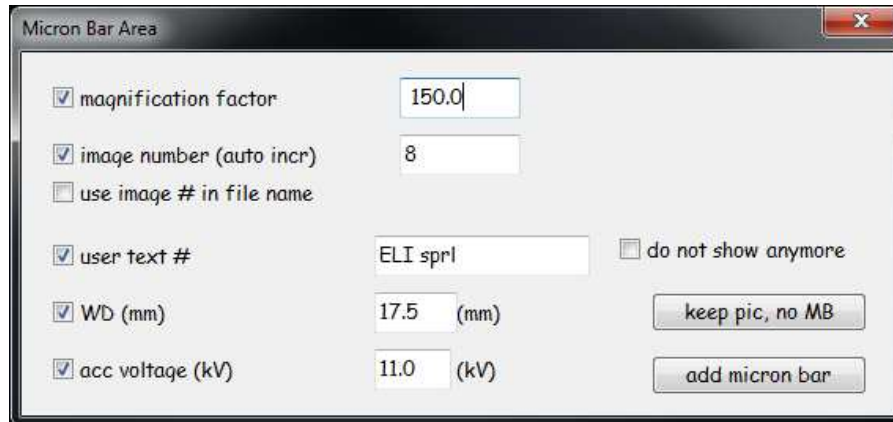 Micron Bar Area
magnification factor 150.0
image number (auto incr) 8
use image # in file name
user text # ELI sprl do not show anymore
WD (mm) 17.5 (mm) keep pic, no MB
acc voltage (kV) 11.0 (kV) add micron bar